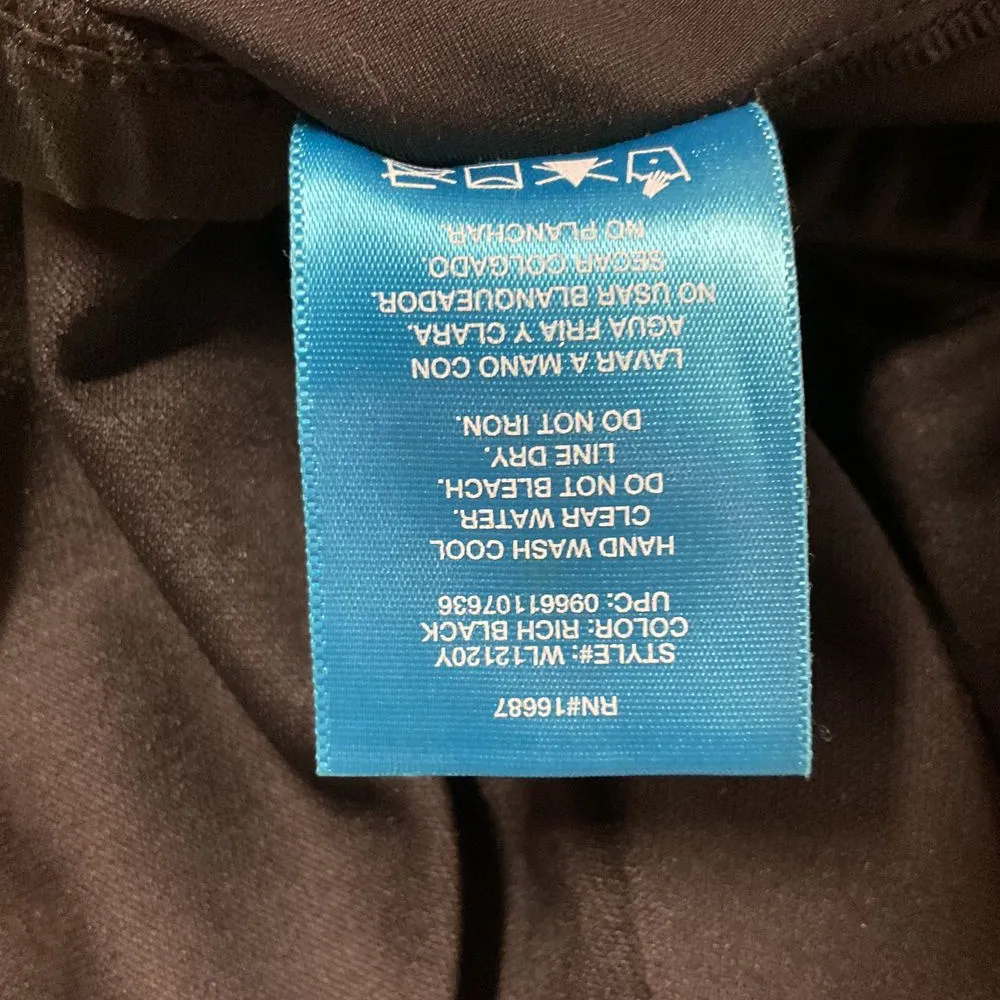 RN#16687
STYLE#: WL12120Y
COLOR: RICH BLACK
UPC: 09661107636
HAND WASH COOL
CLEAR WATER.
DO NOT BLEACH.
LINE DRY.
DO NOT IRON.
LAVAR A MANO CON
AGUA FRÍA Y CLARA.
NO USAR BLANQUEADOR.
SECAR COLGADO.
NO PLANCHAR.